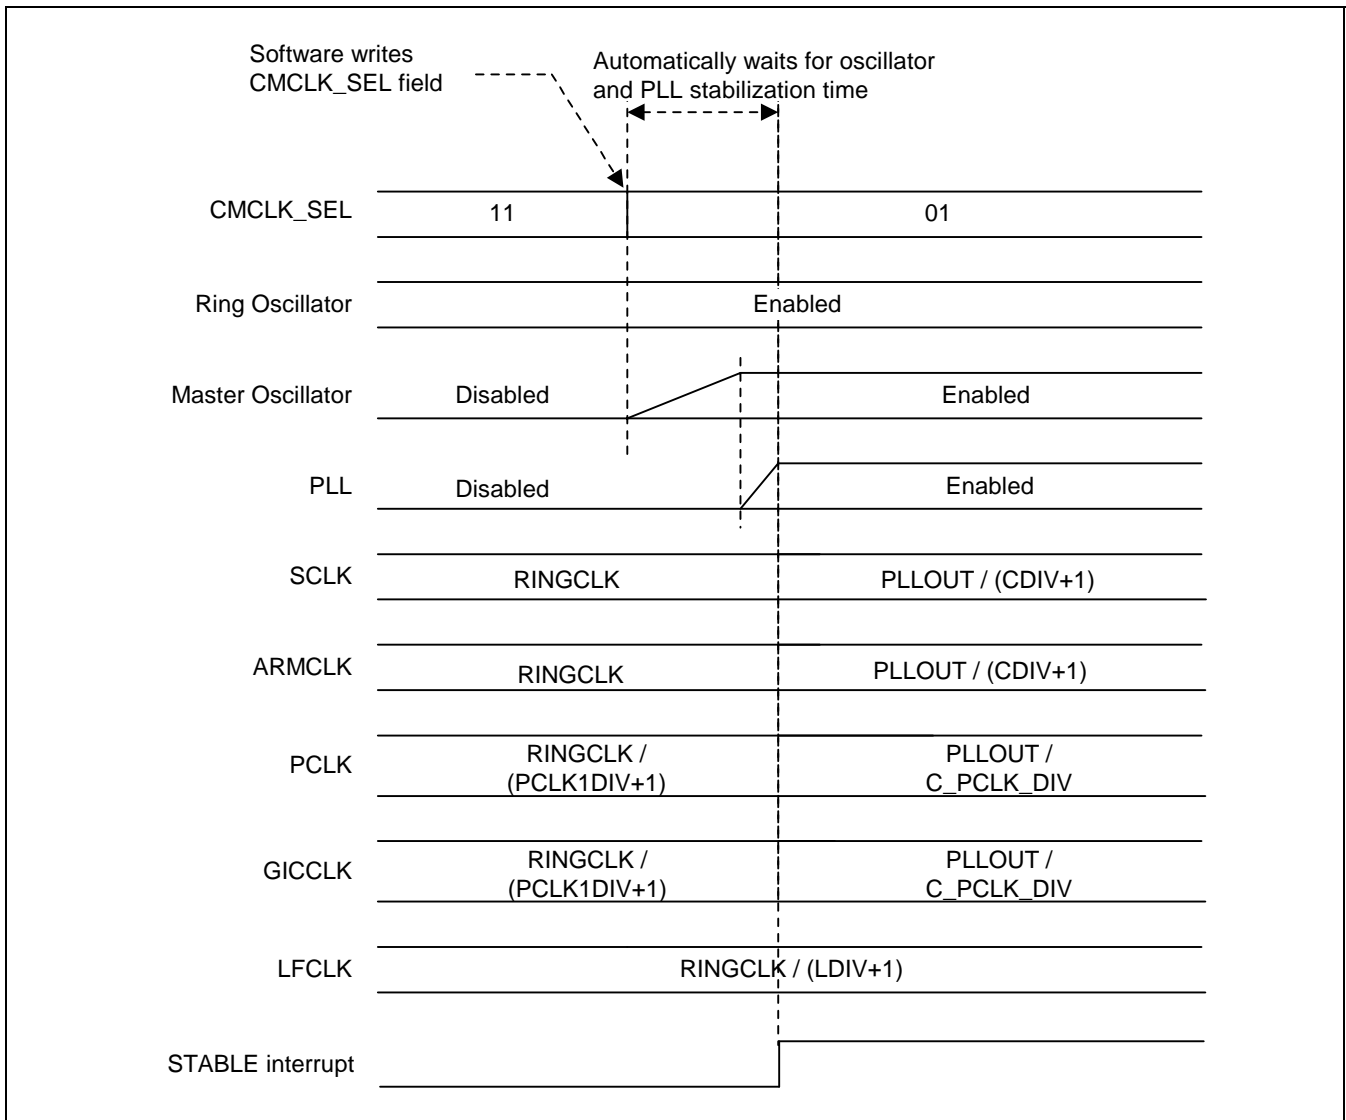 Software writes
CMCLK_SEL field
Automatically waits for oscillator
and PLL stabilization time
CMCLK_SEL
11
01
Ring Oscillator
Enabled
Master Oscillator
Disabled
Enabled
PLL
Disabled
Enabled
SCLK
RINGCLK
PLLOUT / (CDIV+1)
ARMCLK
RINGCLK
PLLOUT / (CDIV+1)
PCLK
RINGCLK /
(PCLK1DIV+1)
PLLOUT /
C_PCLK_DIV
GICCLK
RINGCLK /
(PCLK1DIV+1)
PLLOUT /
C_PCLK_DIV
LFCLK
RINGCLK / (LDIV+1)
STABLE interrupt